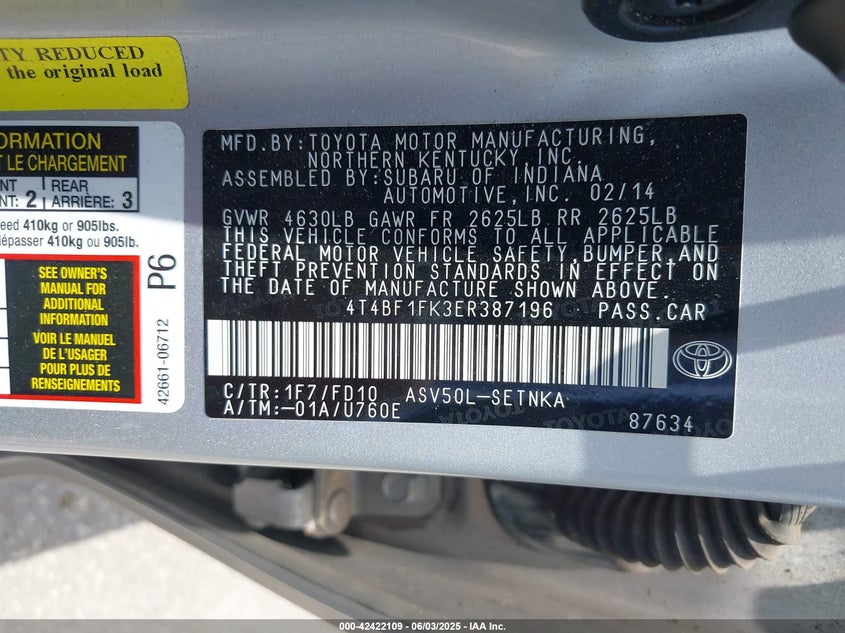 TY REDUCED
the original load
ORMATION
T LE CHARGEMENT
NT 2 REAR 3
NT: ARRIÈRE:
eed 410kg or 905lbs.
dépasser 410kg ou 905lb.
SEE OWNER'S
MANUAL FOR
ADDITIONAL
INFORMATION
VOIR LE MANUEL
DE L'USAGER
POUR PLUS DE
RENSEIGNEMENTS
P6
42661-06712
MFD.BY:TOYOTA MOTOR MANUFACTURING,
NORTHERN KENTUCKY, INC.
ASSEMBLED BY:SUBARU OF INDIANA
AUTOMOTIVE,INC. 02/14
GVWR 4630LB GAWR FR 2625LB RR 2625LB
THIS VEHICLE CONFORMS TO ALL APPLICABLE
FEDERAL MOTOR VEHICLE SAFETY,BUMPER,AND
THEFT PREVENTION STANDARDS IN EFFECT ON
THE DATE OF MANUFACTURE SHOWN ABOVE.
4T4BF1FK3ER387196 PASS.CAR
C/TR:1F7/FD10 ASV50L-SETNKA
A/TM:-01A/U760E
87634
TOYOTA
000-42422109 - 06/03/2025 - IAA Inc.